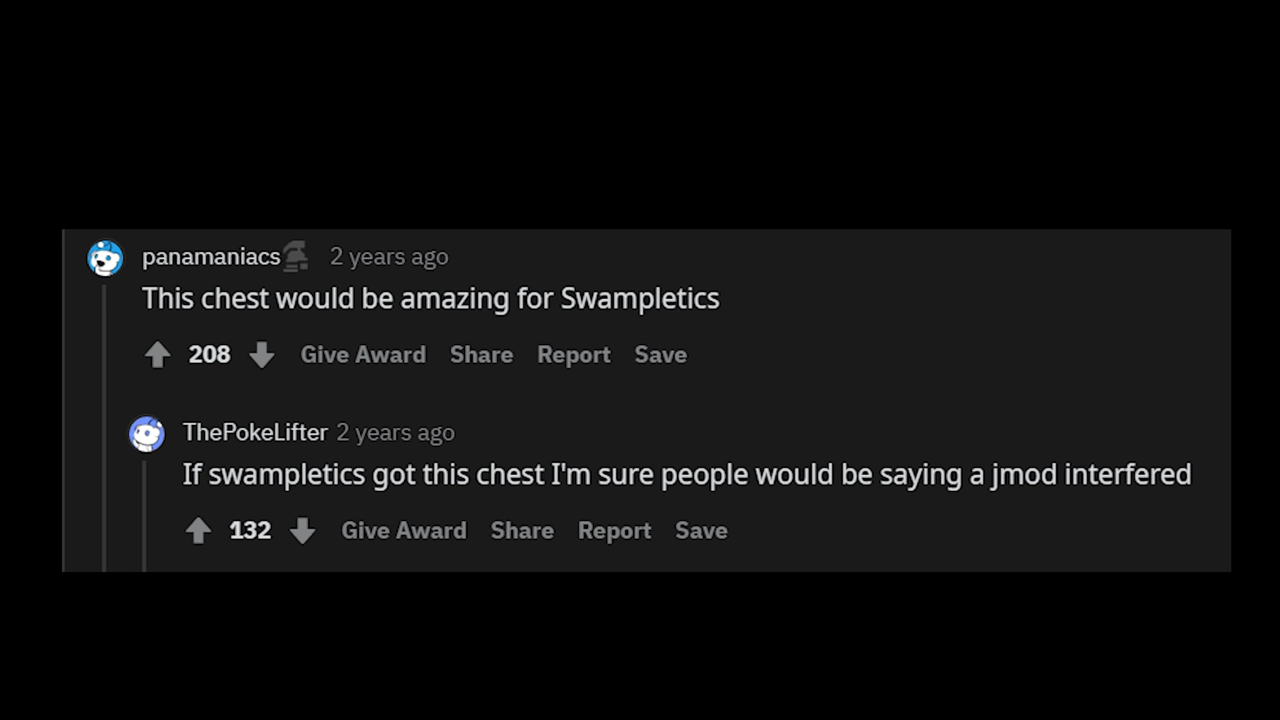 panamaniacs 2 years ago
This chest would be amazing for Swampletics
208 Give Award Share Report Save
ThePokeLifter 2 years ago
If swampletics got this chest I'm sure people would be saying a jmod interfered
132 Give Award Share Report Save